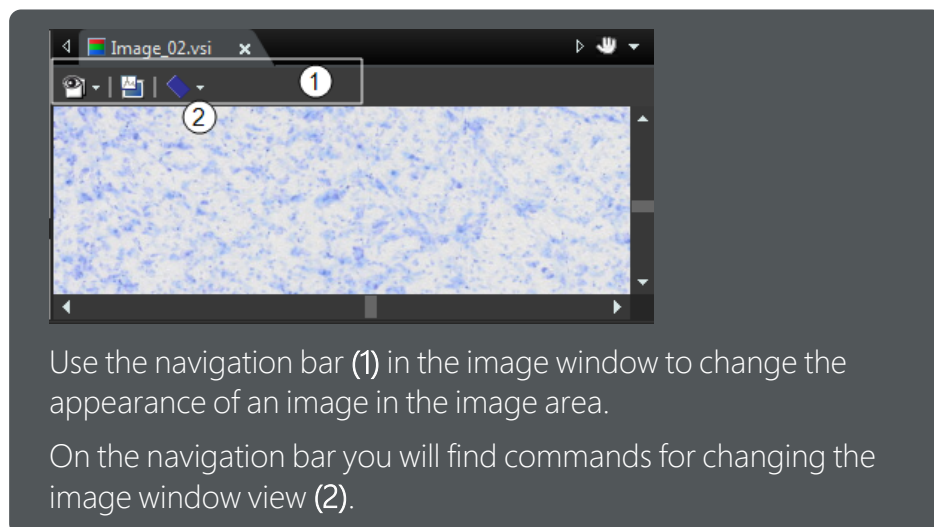 Image_02.vsi
1
2
Use the navigation bar (1) in the image window to change the
appearance of an image in the image area.
On the navigation bar you will find commands for changing the
image window view (2).